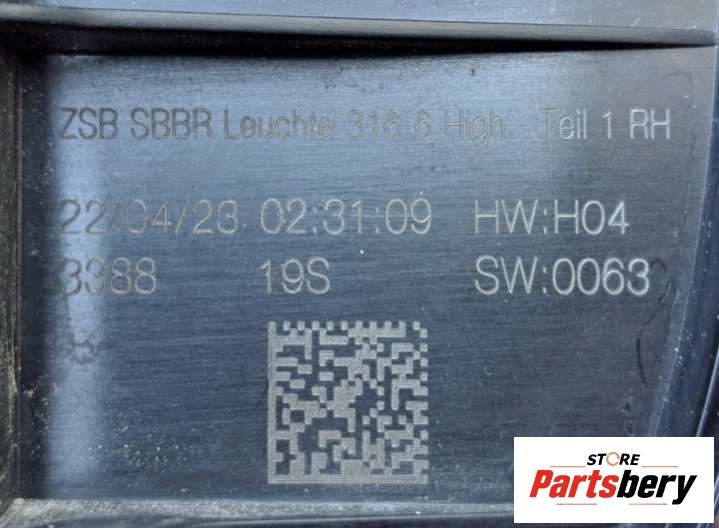 ZSB SBBR Leuchte 316 6 High - Teil 1 RH
22/04/23 02:31:09 HW:H04
3388 19S SW:0063
STORE
Partsbery